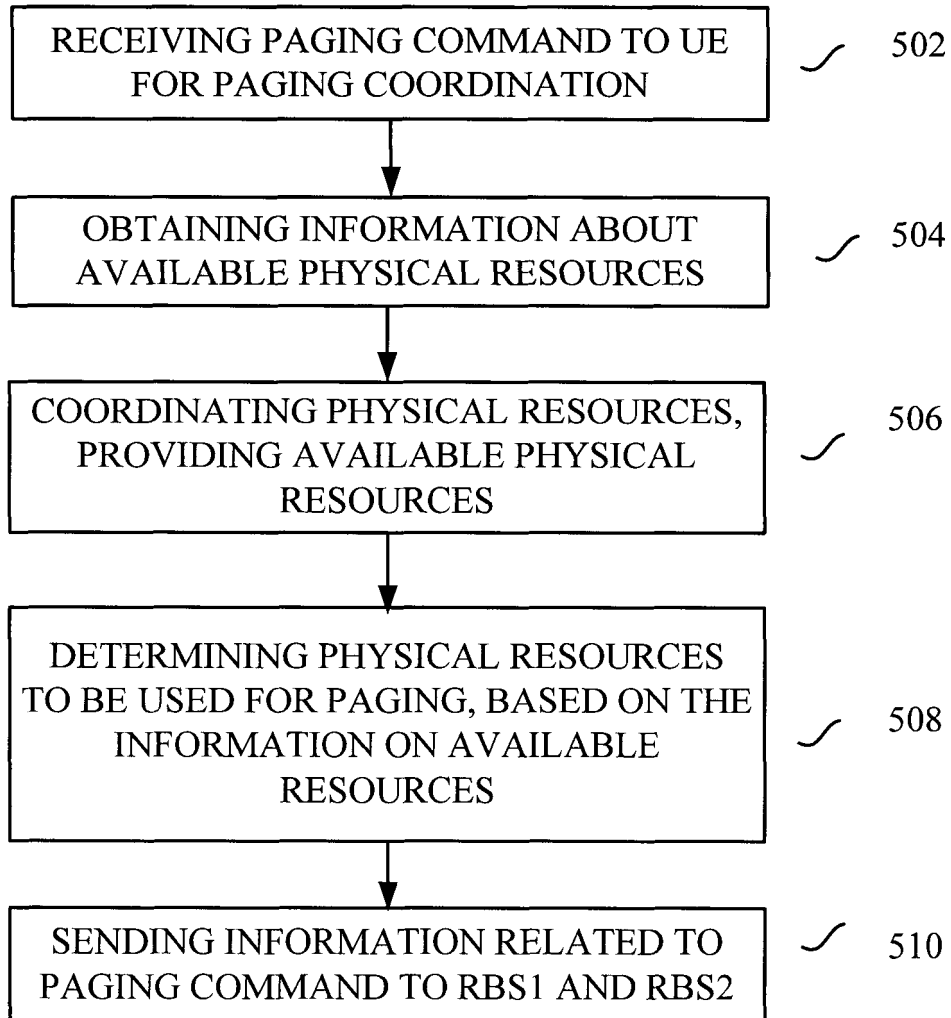 RECEIVING PAGING COMMAND TO UE
FOR PAGING COORDINATION
502
OBTAINING INFORMATION ABOUT
AVAILABLE PHYSICAL RESOURCES
504
COORDINATING PHYSICAL RESOURCES,
PROVIDING AVAILABLE PHYSICAL
RESOURCES
506
DETERMINING PHYSICAL RESOURCES
TO BE USED FOR PAGING, BASED ON THE
INFORMATION ON AVAILABLE
RESOURCES
508
SENDING INFORMATION RELATED TO
PAGING COMMAND TO RBS1 AND RBS2
510